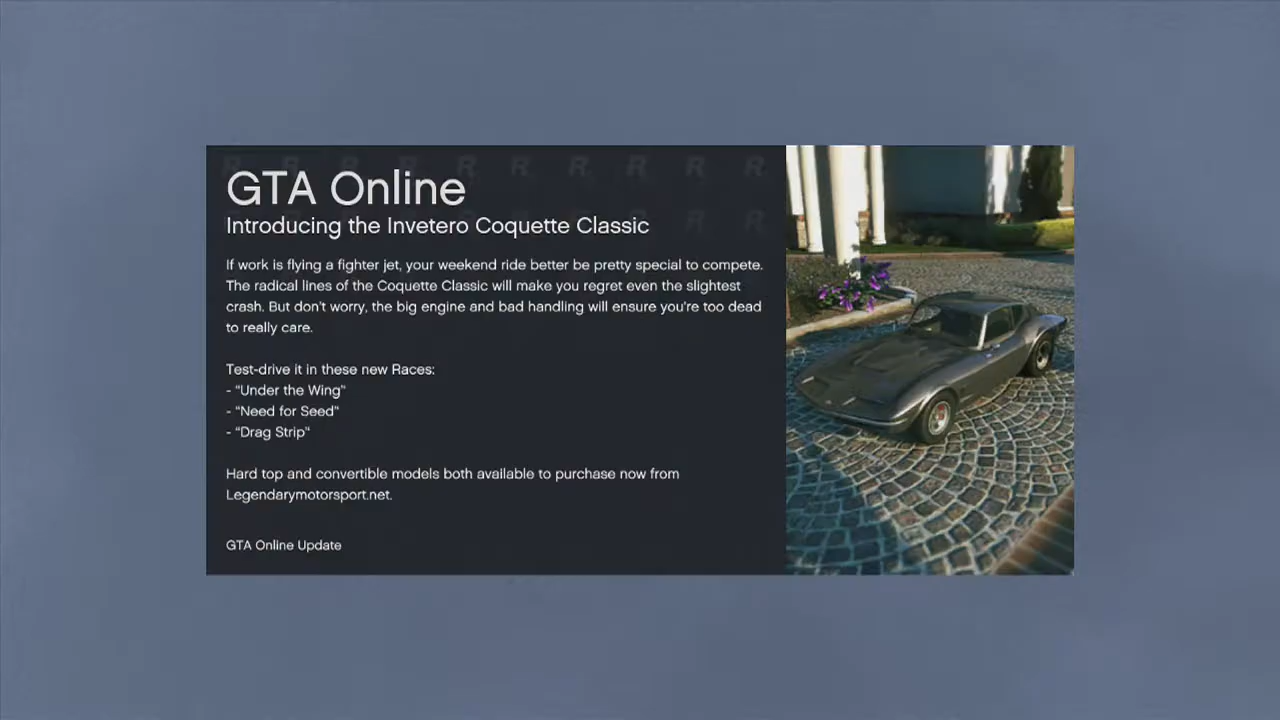 GTA Online
Introducing the Invetero Coquette Classic
If work is flying a fighter jet, your weekend ride better be pretty special to compete.
The radical lines of the Coquette Classic will make you regret even the slightest
crash. But don't worry, the big engine and bad handling will ensure you're too dead
to really care.
Test-drive it in these new Races:
- "Under the Wing"
- "Need for Seed"
- "Drag Strip"
Hard top and convertible models both available to purchase now from
Legendarymotorsport.net.
GTA Online Update